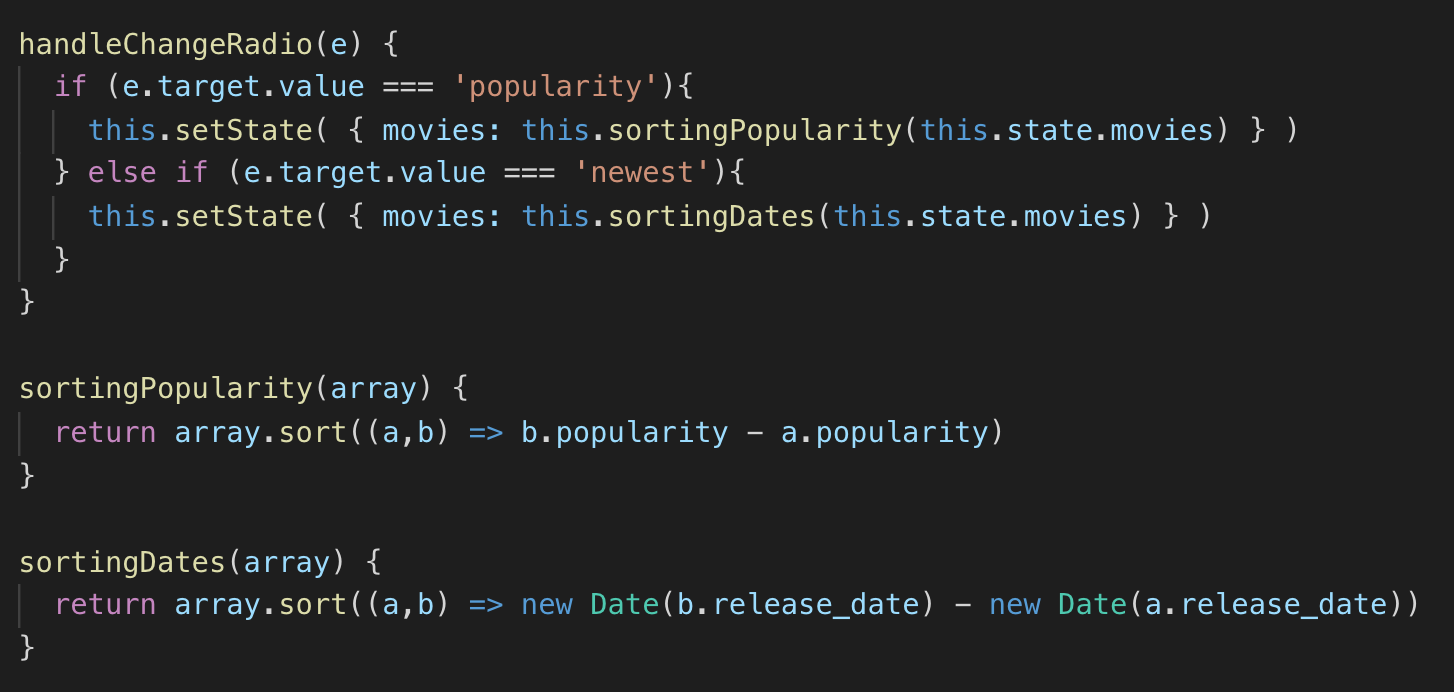 handleChangeRadio(e) {
  if (e.target.value === 'popularity'){
    this.setState( { movies: this.sortingPopularity(this.state.movies) } )
  } else if (e.target.value === 'newest'){
    this.setState( { movies: this.sortingDates(this.state.movies) } )
  }
}

sortingPopularity(array) {
  return array.sort((a,b) => b.popularity - a.popularity)
}

sortingDates(array) {
  return array.sort((a,b) => new Date(b.release_date) - new Date(a.release_date))
}